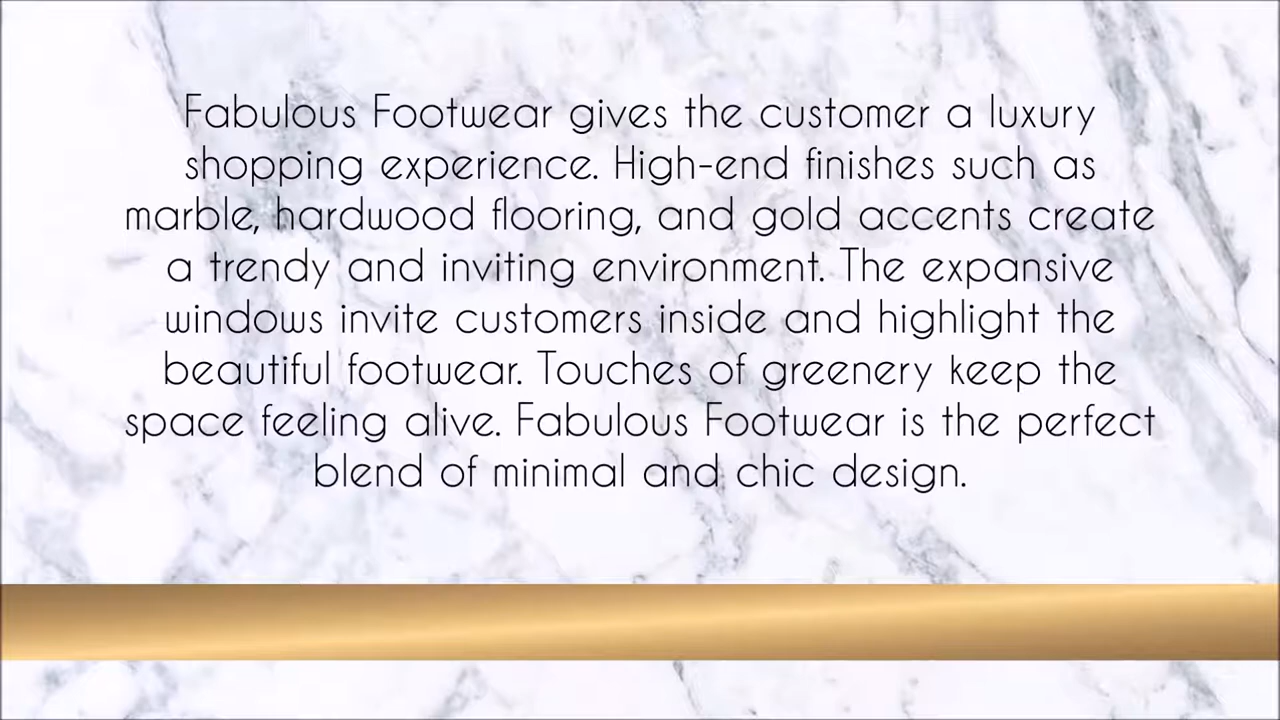 Fabulous Footwear gives the customer a luxury
shopping experience. High-end finishes such as
marble, hardwood flooring, and gold accents create
a trendy and inviting environment. The expansive
windows invite customers inside and highlight the
beautiful footwear. Touches of greenery keep the
space feeling alive. Fabulous Footwear is the perfect
blend of minimal and chic design.